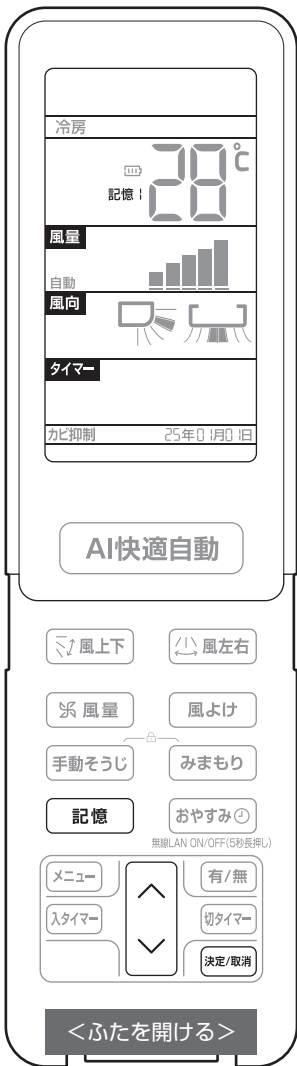 冷房
28℃
記憶 1
風量
自動
風向
タイマー
カビ抑制 25年01月01日
AI快適自動
風上下 風左右
風量 風よけ
手動そうじ みまもり
記憶 おやすみ
無線LAN ON/OFF(5秒長押し)
メニュー 有/無
入タイマー 切タイマー
決定/取消
<ふたを開ける>